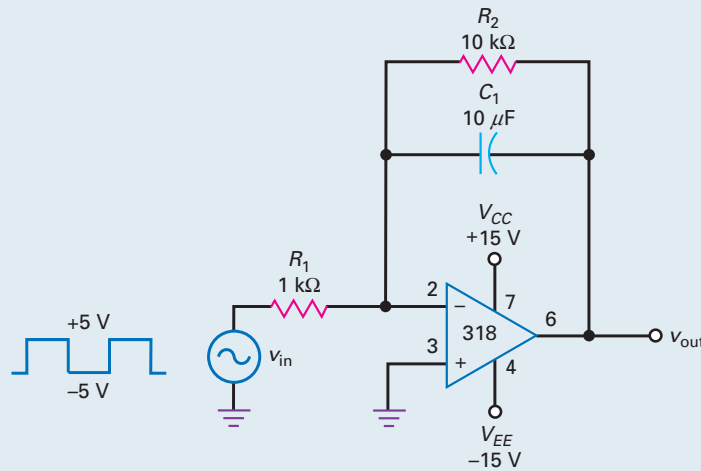 R2
10 kΩ
C1
10 μF
VCC
+15 V
R1
1 kΩ
2
−
7
6
318
3
+
4
vout
vin
+5 V
−5 V
VEE
−15 V